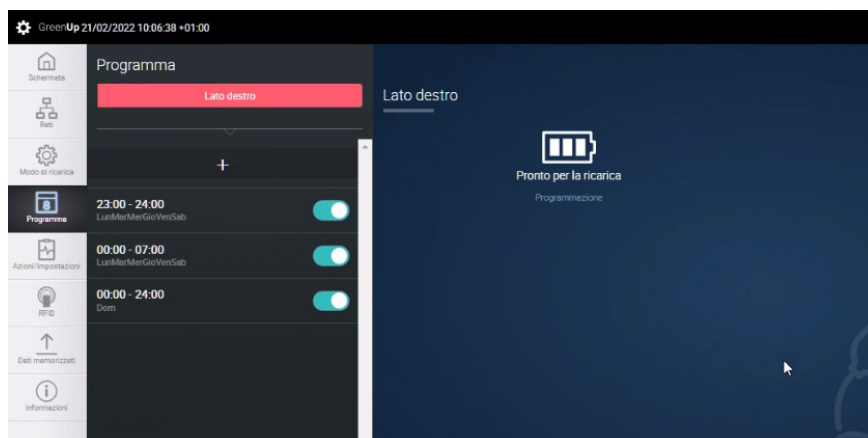 GreenUp 21/02/2022 10:06:38 +01:00
Schermata
Reti
Modo di ricarica
8
Programma
Azioni/Impostazioni
RFID
Dati memorizzati
Informazioni
Programma
Lato destro
+
23:00 - 24:00
LunMarMerGioVenSab
00:00 - 07:00
LunMarMerGioVenSab
00:00 - 24:00
Dom
Lato destro
Pronto per la ricarica
Programmazione